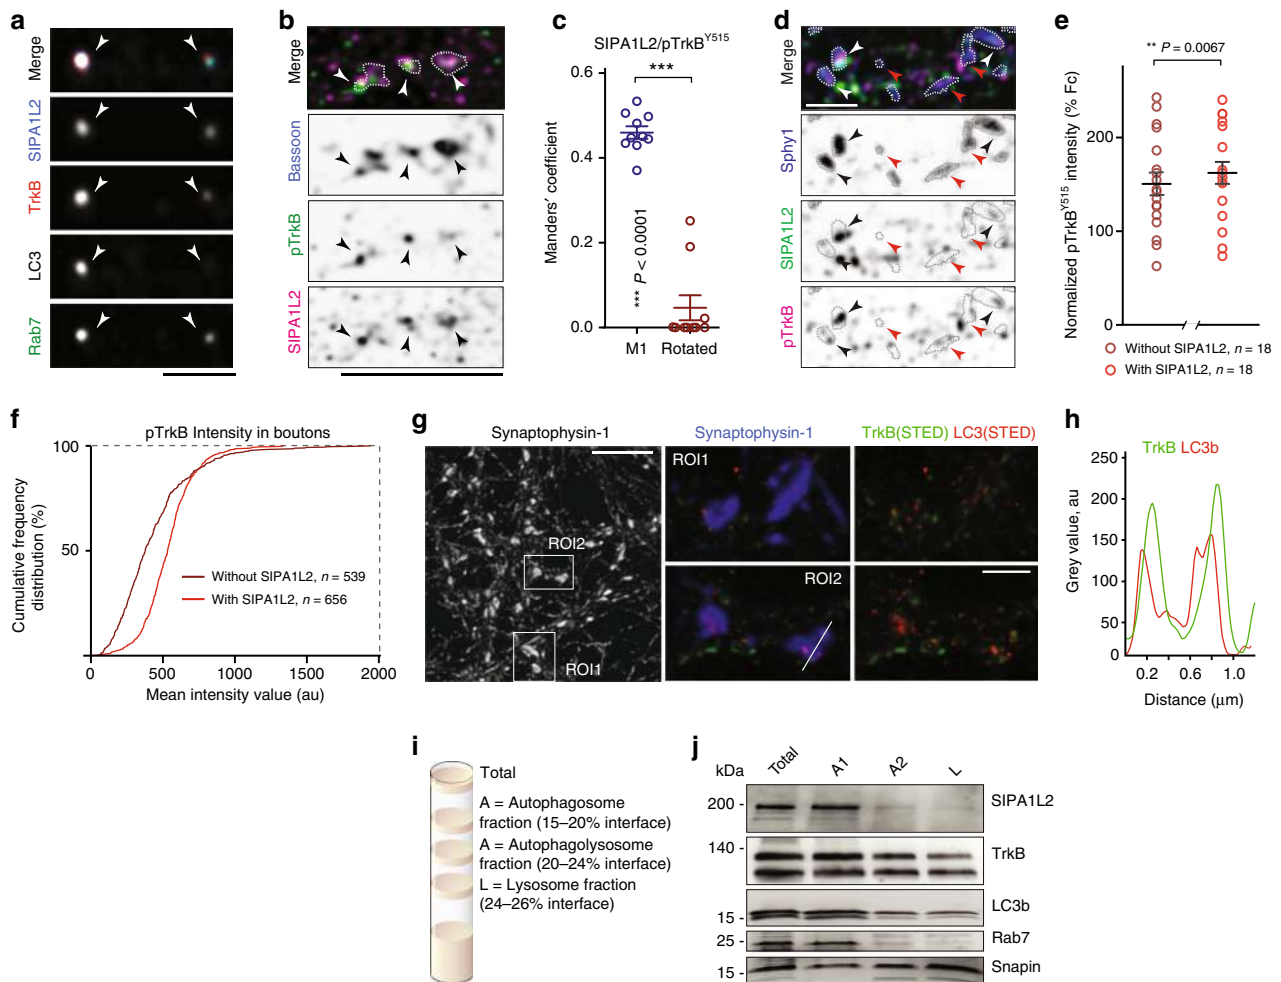 a
Merge
SIPA1L2
TrkB
LC3
Rab7
b
Merge
Bassoon
pTrkB
SIPA1L2
c
SIPA1L2/pTrkB^Y515
***
Manders' coefficient
0.6
0.4
0.2
0.0
*** P < 0.0001
M1
Rotated
d
Merge
Sphy1
SIPA1L2
pTrkB
e
** P = 0.0067
Normalized pTrkB^Y515 intensity (% Fc)
200
100
0
Without SIPA1L2, n = 18
With SIPA1L2, n = 18
f
pTrkB Intensity in boutons
Cumulative frequency
distribution (%)
100
50
Without SIPA1L2, n = 539
With SIPA1L2, n = 656
0 500 1000 1500 2000
Mean intensity value (au)
g
Synaptophysin-1
ROI2
ROI1
Synaptophysin-1
TrkB(STED) LC3(STED)
ROI1
ROI2
h
TrkB LC3b
Grey value, au
250
200
150
100
50
0
0.2 0.6 1.0
Distance (μm)
i
Total
A = Autophagosome
fraction (15–20% interface)
A = Autophagolysosome
fraction (20–24% interface)
L = Lysosome fraction
(24–26% interface)
j
kDa
Total A1 A2 L
200 - SIPA1L2
140 - TrkB
LC3b
15 -
25 - Rab7
15 - Snapin